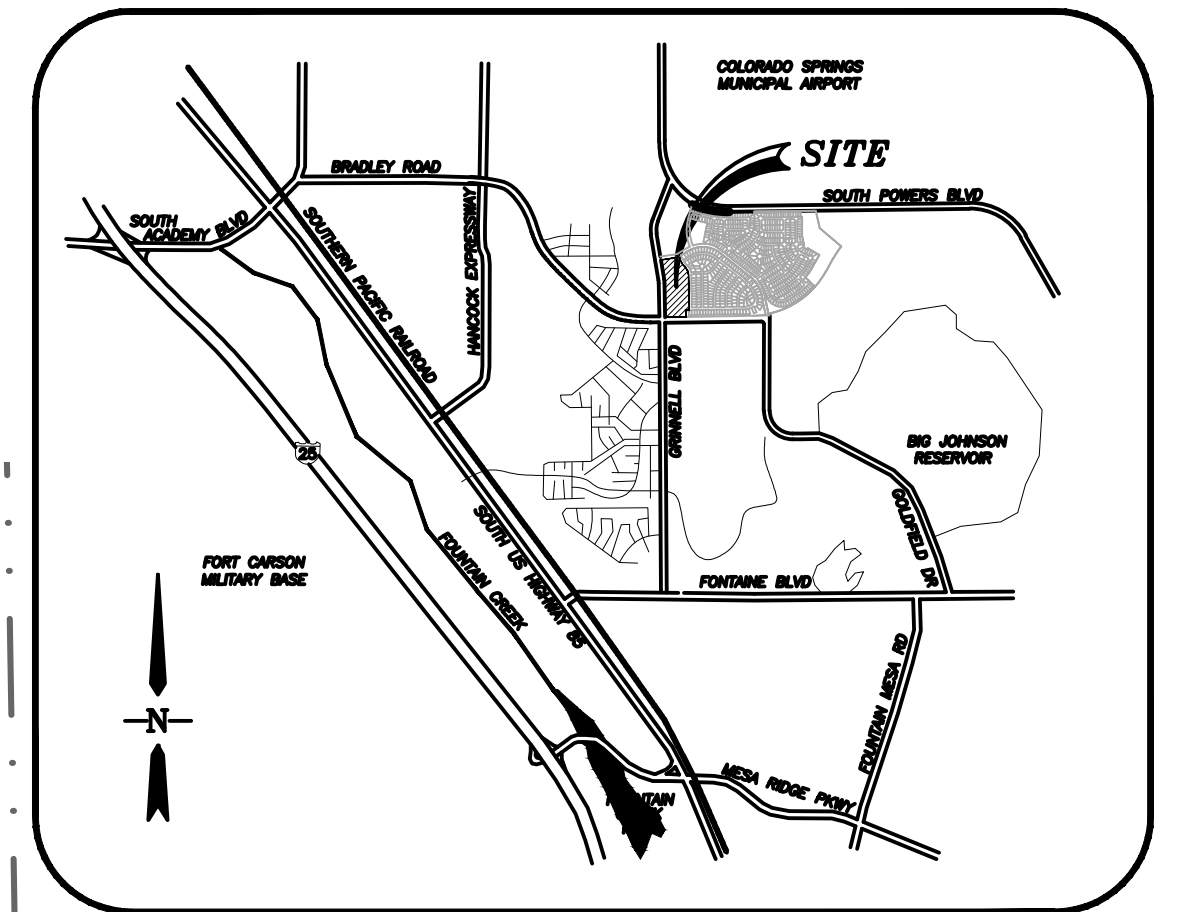 COLORADO SPRINGS
MUNICIPAL AIRPORT
SITE
BRADLEY ROAD
SOUTH POWERS BLVD
SOUTH
ACADEMY BLVD
SOUTHERN PACIFIC RAILROAD
HANCOCK EXPRESSWAY
GRINNELL BLVD
BIG JOHNSON
RESERVOIR
25
GOLDFIELD DR
SOUTH US HIGHWAY 85
FOUNTAIN CREEK
FORT CARSON
MILITARY BASE
FONTAINE BLVD
FOUNTAIN MESA RD
N
MESA RIDGE PKWY